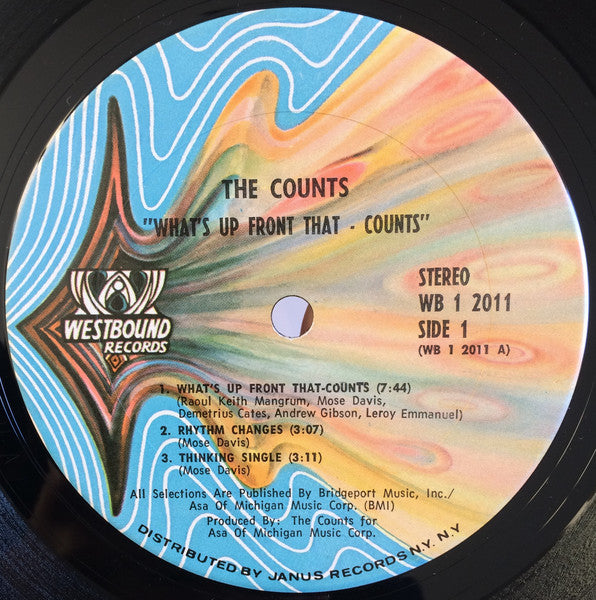 THE COUNTS
"WHAT'S UP FRONT THAT - COUNTS"
STEREO
WB 1 2011
SIDE 1
(WB 1 2011 A)
WESTBOUND
RECORDS
1. WHAT'S UP FRONT THAT-COUNTS (7:44)
(Raoul Keith Mangrum, Mose Davis,
Demetrius Cates, Andrew Gibson, Leroy Emmanuel)
2. RHYTHM CHANGES (3:07)
(Mose Davis)
3. THINKING SINGLE (3:11)
(Mose Davis)
All Selections Are Published By Bridgeport Music, Inc./
Asa Of Michigan Music Corp. (BMI)
Produced By: The Counts for
Asa Of Michigan Music Corp.
DISTRIBUTED BY JANUS RECORDS N.Y. N.Y